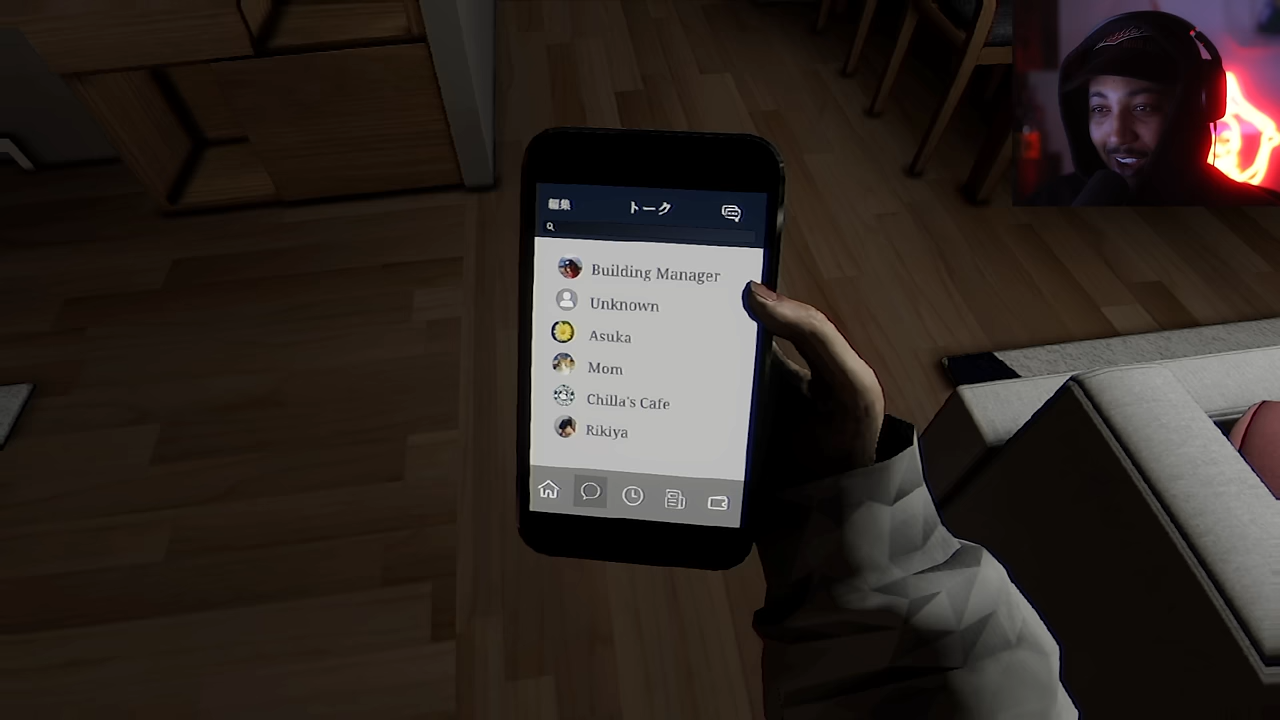 編集
トーク
Building Manager
Unknown
Asuka
Mom
Chilla's Cafe
Rikiya